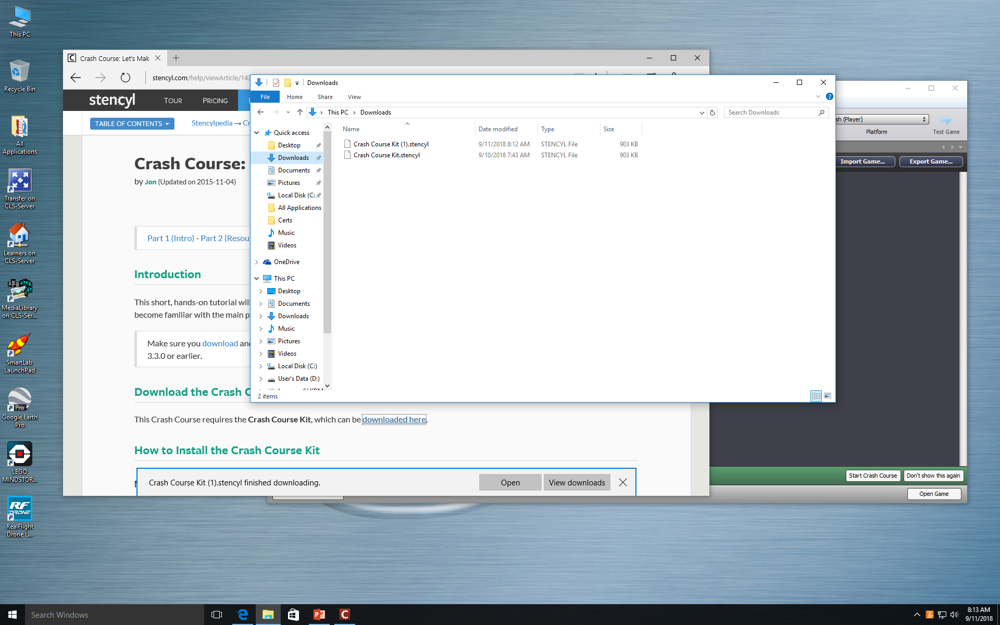 This PC
Recycle Bin
All
Applications
Transfer on
CLS-Server
Learners on
CLS-Server
MediaLibrary
on CLS-Ser...
SmartLab
LaunchPad
Pro
Google Earth
Pro
LEGO
MINDSTOR...
RF
DRONE
RealFlight
Drone L...
Crash Course: Let's Mak
stencyl.com/help/viewArticle/143
stencyl
TOUR
PRICING
TABLE OF CONTENTS
Stencylpedia → Cr
Crash Course:
by Jon (Updated on 2015-11-04)
Part 1 (Intro) - Part 2 (Resou
Introduction
This short, hands-on tutorial will
become familiar with the main p
Make sure you download and
3.3.0 or earlier.
Download the Crash C
This Crash Course requires the Crash Course Kit, which can be downloaded here.
How to Install the Crash Course Kit
Crash Course Kit (1).stencyl finished downloading.
Open
View downloads
Downloads
File
Home
Share
View
This PC
Downloads
Search Downloads
Quick access
Desktop
Downloads
Documents
Pictures
Local Disk (C:
All Applications
Certs
Music
Videos
OneDrive
This PC
Desktop
Documents
Downloads
Music
Pictures
Videos
Local Disk (C:)
User's Data (D:)
2 items
Name
Date modified
Type
Size
Crash Course Kit (1).stencyl
9/11/2018 8:12 AM
STENCYL File
903 KB
Crash Course Kit.stencyl
9/10/2018 7:43 AM
STENCYL File
903 KB
sh (Player)
Platform
Test Game
Import Game...
Export Game...
Start Crash Course
Don't show this again
Open Game
Search Windows
8:13 AM
9/11/2018